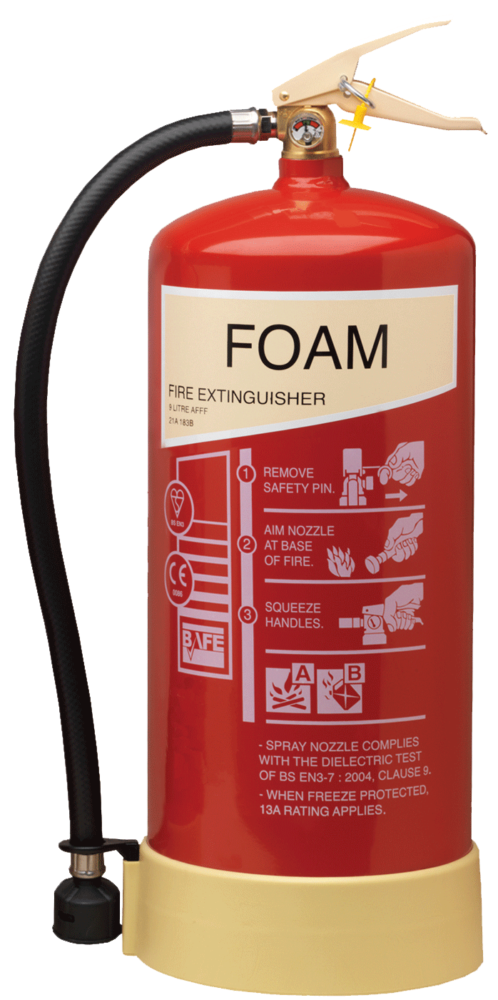 FOAM
FIRE EXTINGUISHER
9 LITRE AFFF
21A 183B
BS EN3
CE
0086
BAFE
1 REMOVE
SAFETY PIN.
2 AIM NOZZLE
AT BASE
OF FIRE.
3 SQUEEZE
HANDLES.
A B
- SPRAY NOZZLE COMPLIES
WITH THE DIELECTRIC TEST
OF BS EN3-7 : 2004, CLAUSE 9.
- WHEN FREEZE PROTECTED,
13A RATING APPLIES.